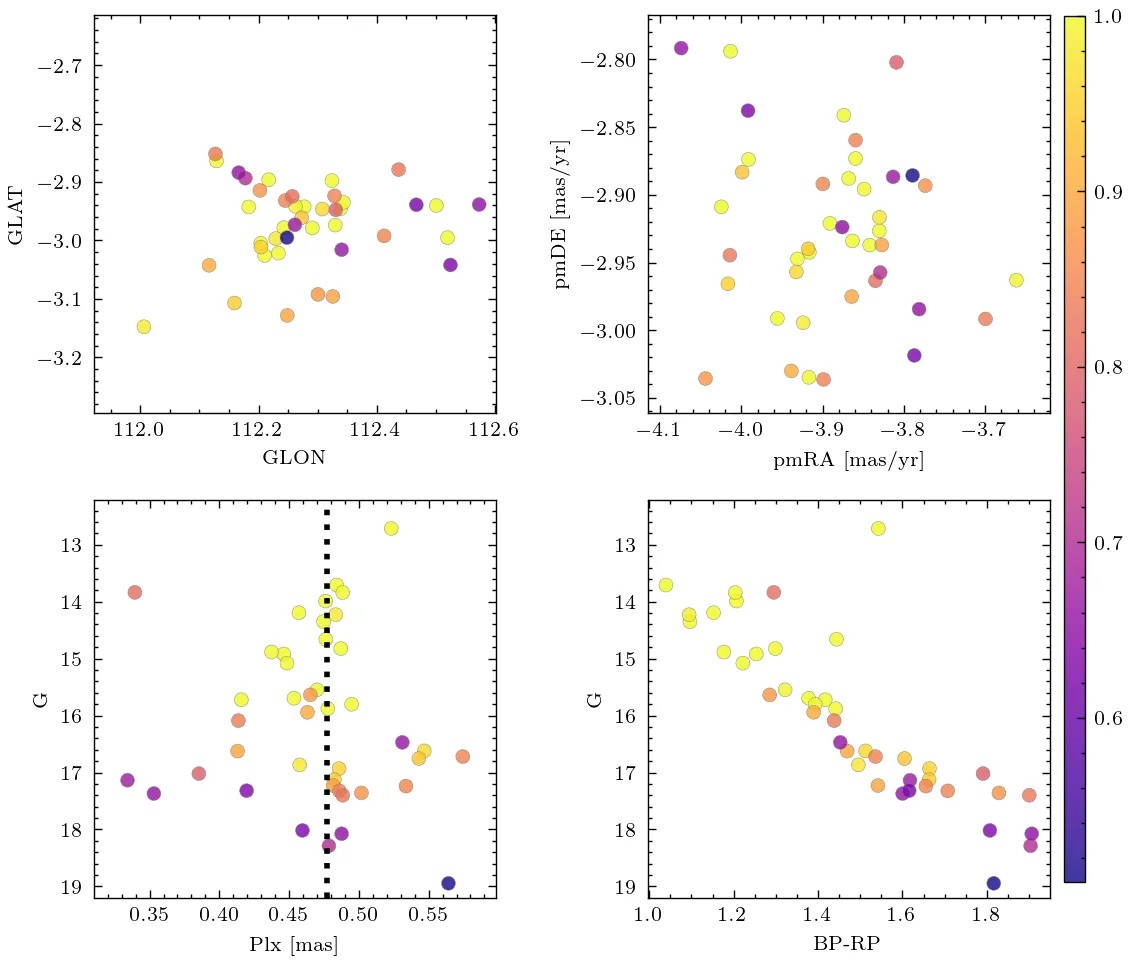 −2.7
−2.8
−2.9
−3.0
−3.1
−3.2
GLAT
112.0 112.2 112.4 112.6
GLON
−2.80
−2.85
−2.90
−2.95
−3.00
−3.05
pmDE [mas/yr]
−4.1 −4.0 −3.9 −3.8 −3.7
pmRA [mas/yr]
13
14
15
16
17
18
19
G
0.35 0.40 0.45 0.50 0.55
Plx [mas]
13
14
15
16
17
18
19
G
1.0 1.2 1.4 1.6 1.8
BP-RP
1.0
0.9
0.8
0.7
0.6